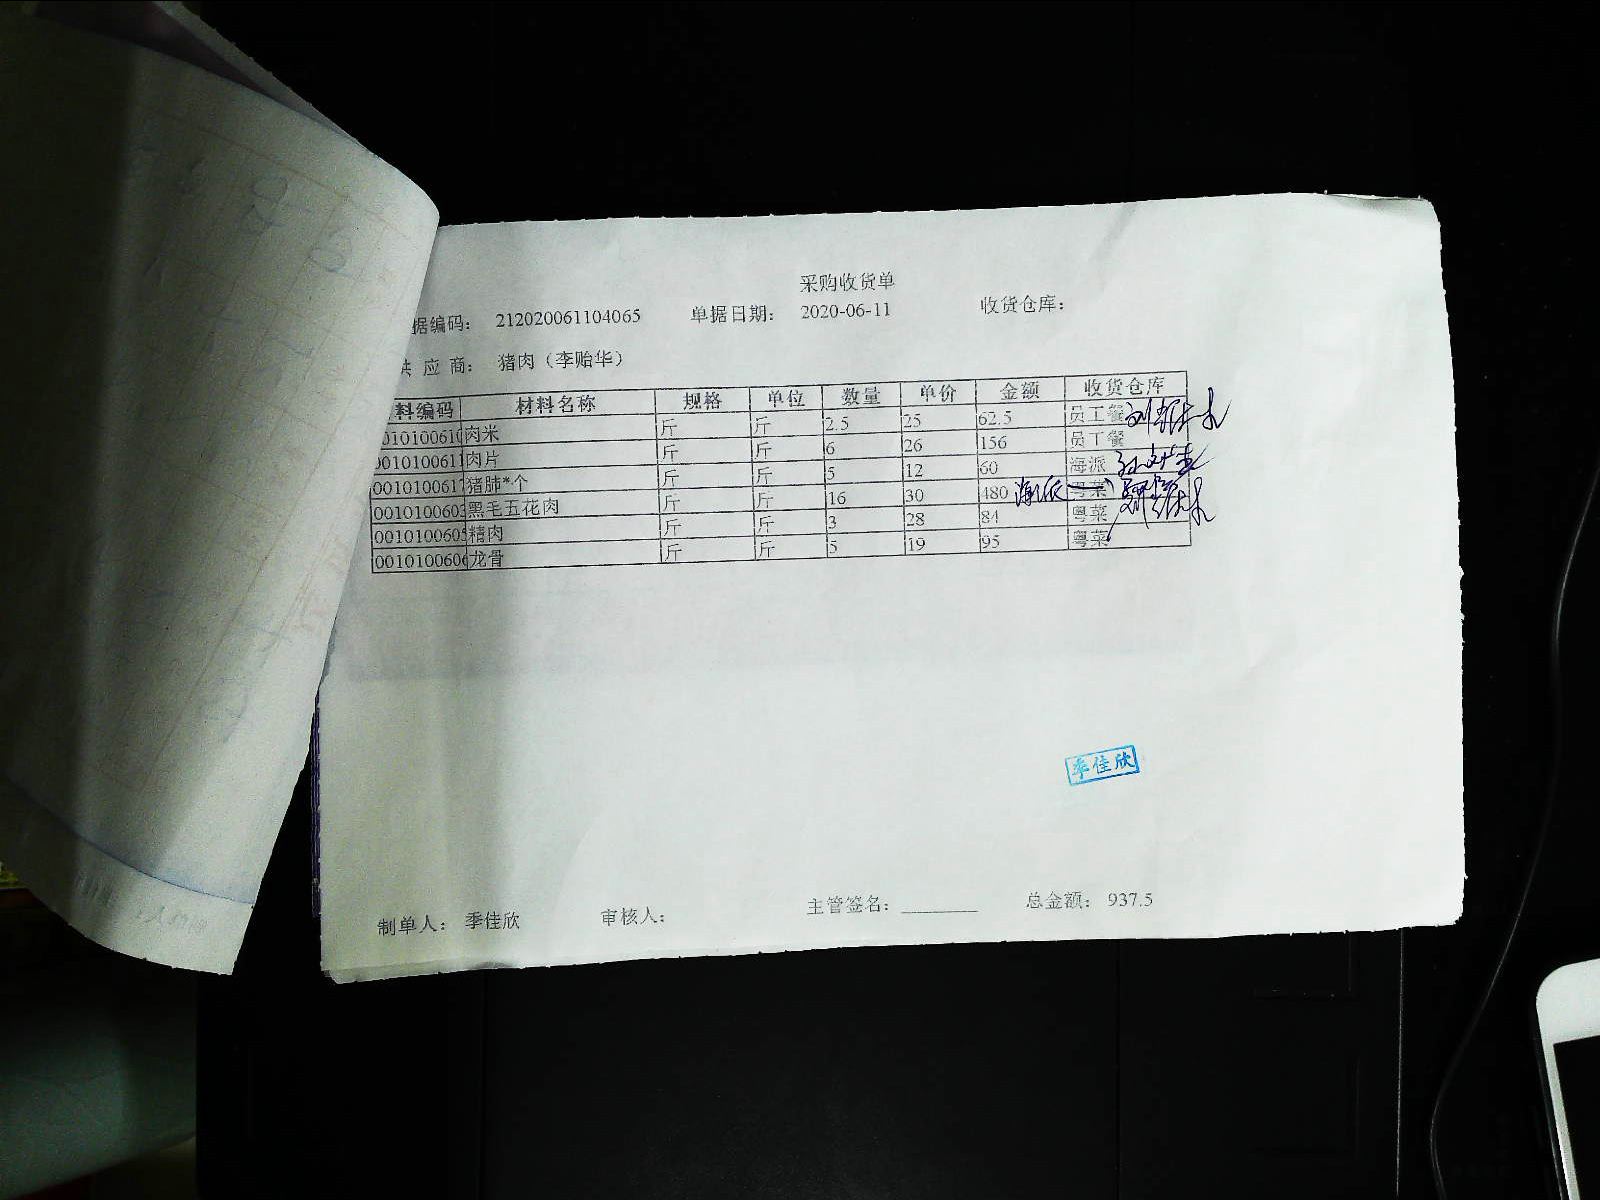 采购收货单
据编码： 212020061104065 单据日期： 2020-06-11 收货仓库：
供 应 商： 猪肉（李贻华）
料编码 材料名称 规格 单位 数量 单价 金额 收货仓库
肉米 斤 斤 2.5 25 62.5 员工餐
肉片 斤 斤 6 26 156 员工餐
猪肺*个 斤 斤 5 12 60 海派
黑毛五花肉 斤 斤 16 30 480 海派 粤菜
精肉 斤 斤 3 28 84 粤菜
龙骨 斤 斤 5 19 95 粤菜
季佳欣
制单人： 季佳欣 审核人： 主管签名： 总金额： 937.5